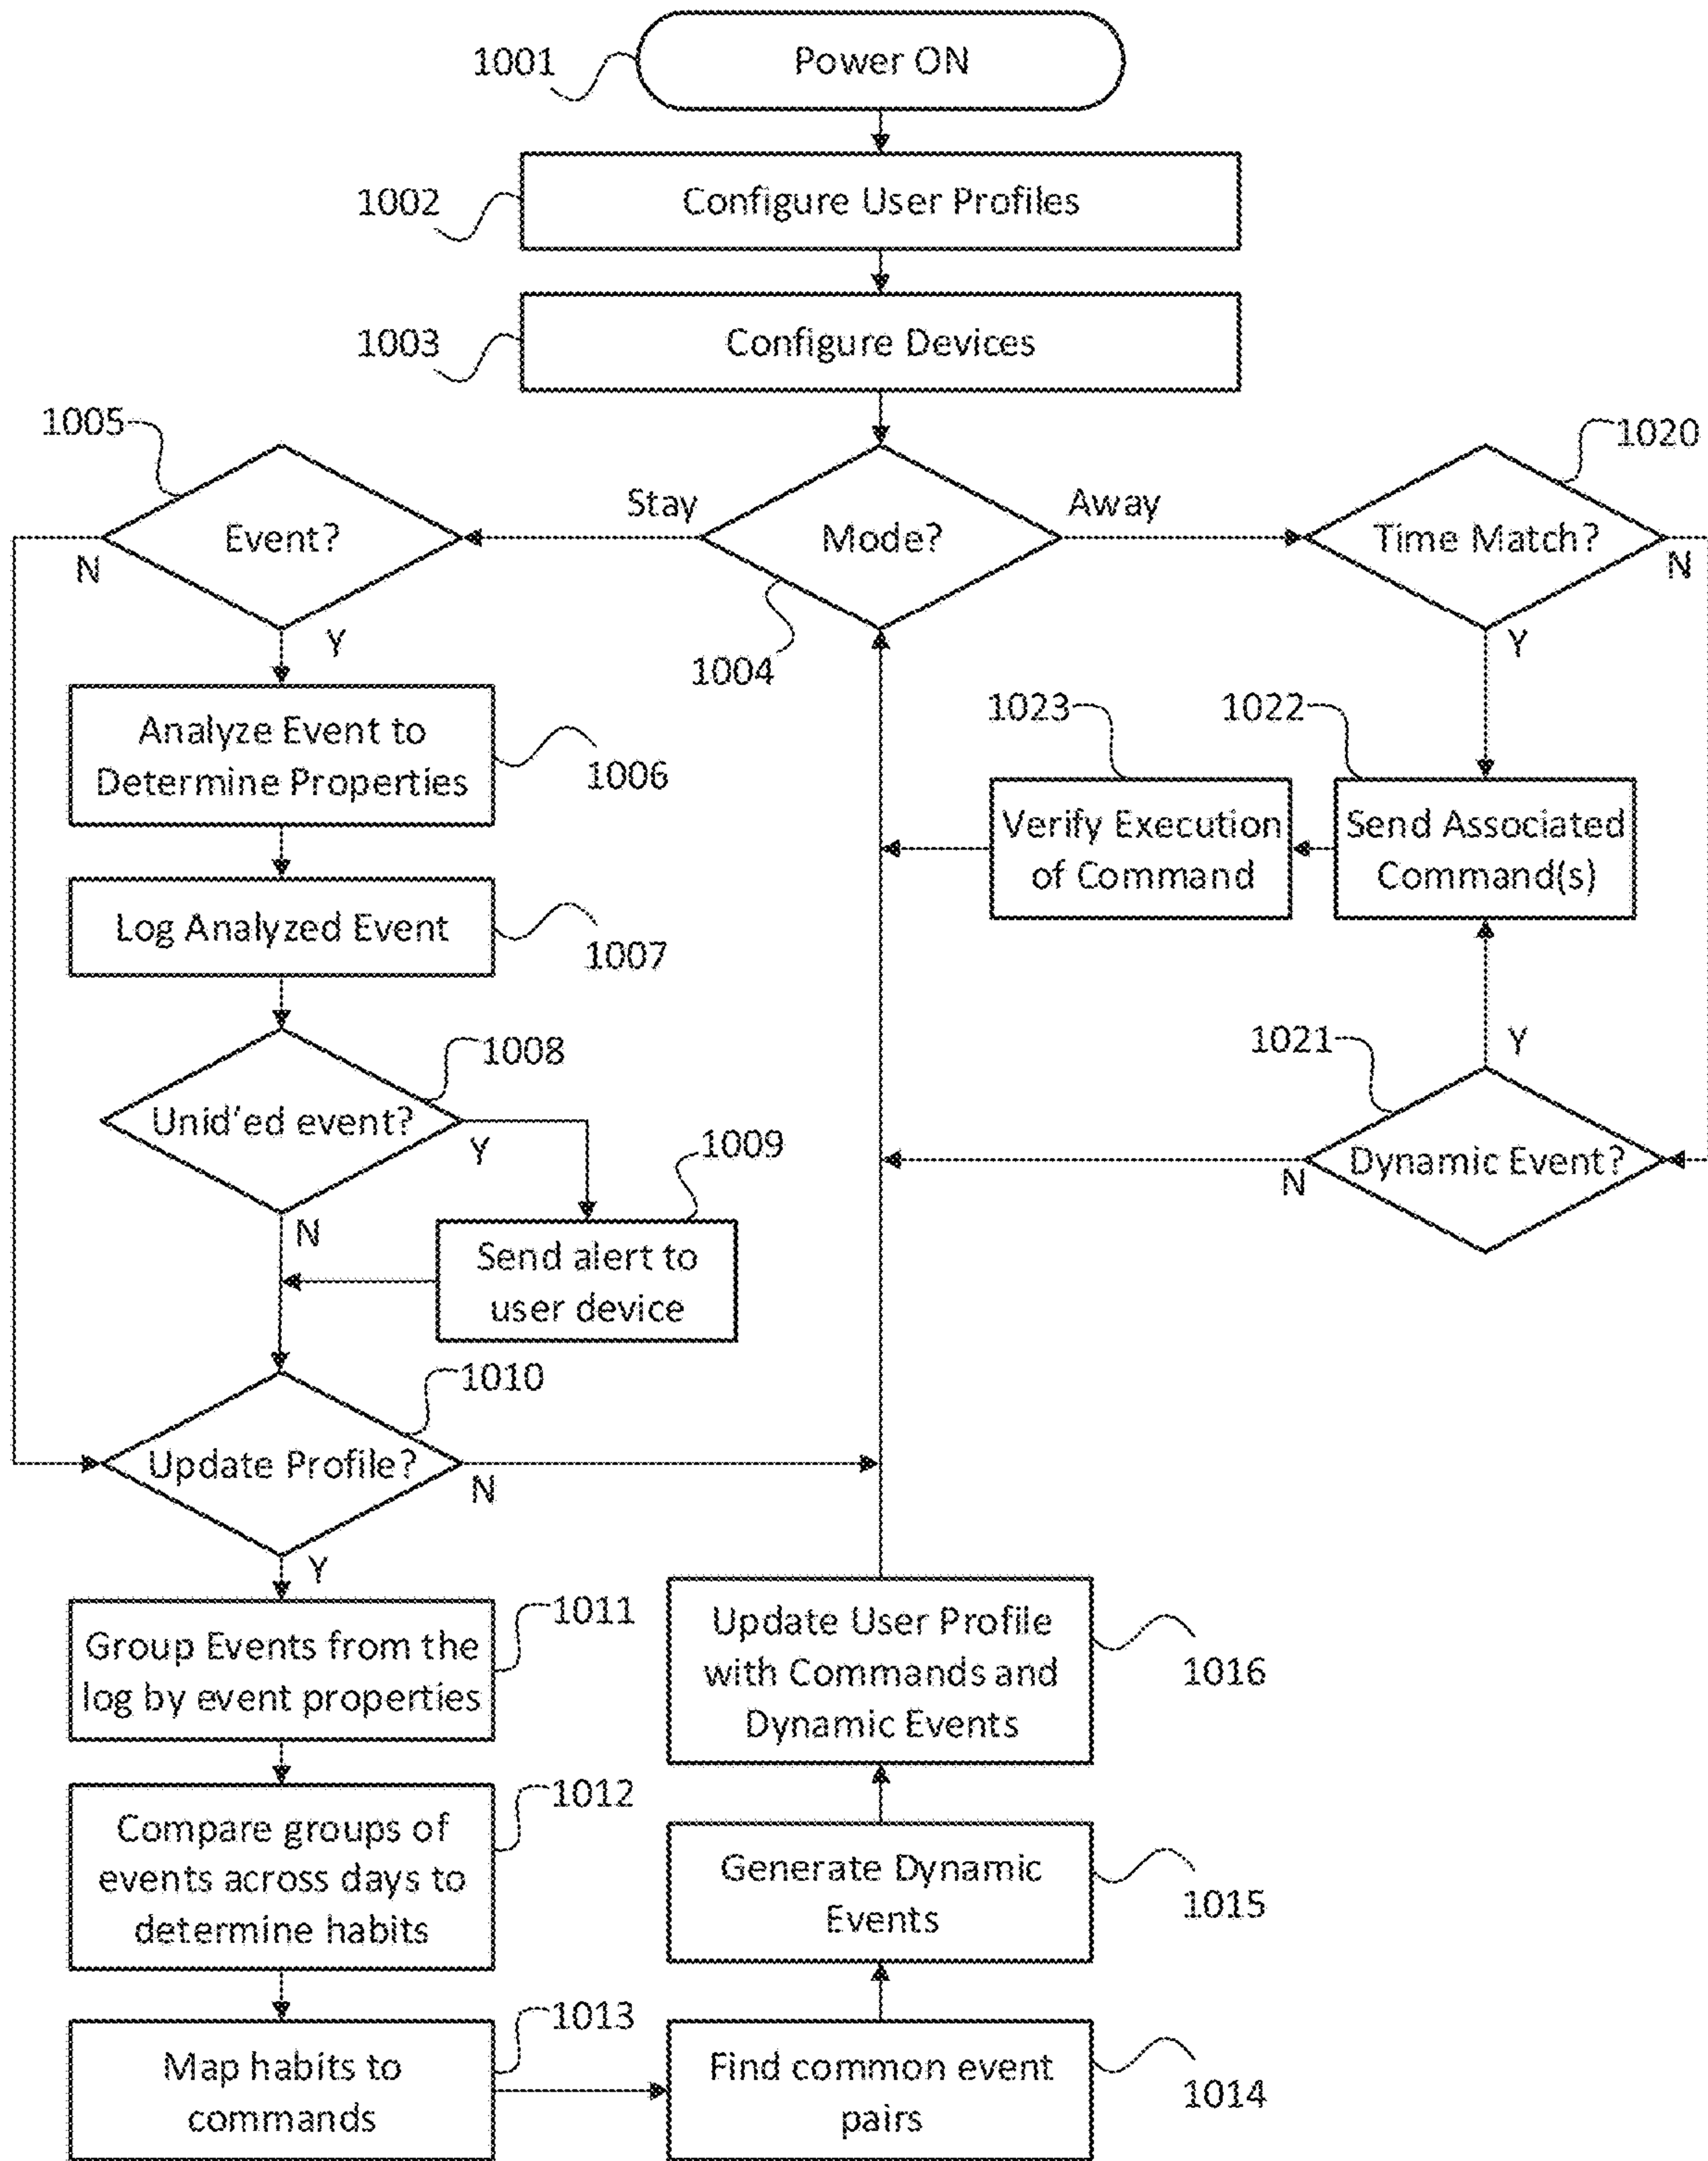 1001
Power ON
1002
Configure User Profiles
1003
Configure Devices
1005
1020
Event?
Stay
Mode?
Away
Time Match?
N
N
Y
1004
Y
Analyze Event to
Determine Properties
1006
1023
1022
Verify Execution
of Command
Send Associated
Command(s)
Log Analyzed Event
1007
1008
1021
Y
Unid'ed event?
Y
1009
Dynamic Event?
N
N
Send alert to
user device
1010
Update Profile?
N
Y
1011
Group Events from the
log by event properties
Update User Profile
with Commands and
Dynamic Events
1016
1012
Compare groups of
events across days to
determine habits
Generate Dynamic
Events
1015
1013
Map habits to
commands
Find common event
pairs
1014